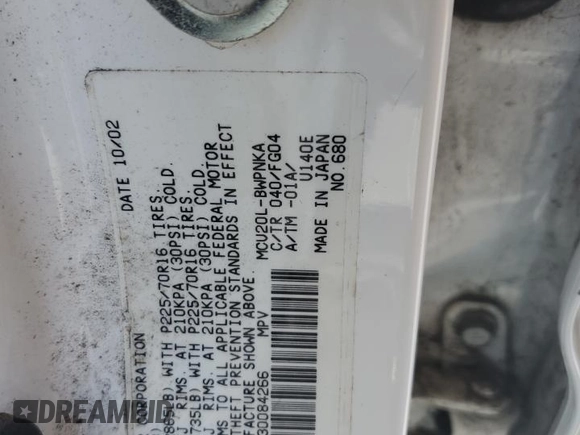 DATE 10/02
CORPORATION
WITH P225/70R16 TIRES
RIMS. AT 210KPA (30PSI) COLD.
735LB) WITH P225/70R16 TIRES.
J RIMS. AT 210KPA (30PSI) COLD.
MS TO ALL APPLICABLE FEDERAL MOTOR
THEFT PREVENTION STANDARDS IN EFFECT
FACTURE SHOWN ABOVE.
30084266 MPV
MCU20L-BWPNKA
C/TR 040/FG04
A/TM -01A/
U140E
MADE IN JAPAN
NO.680
DREAMBID